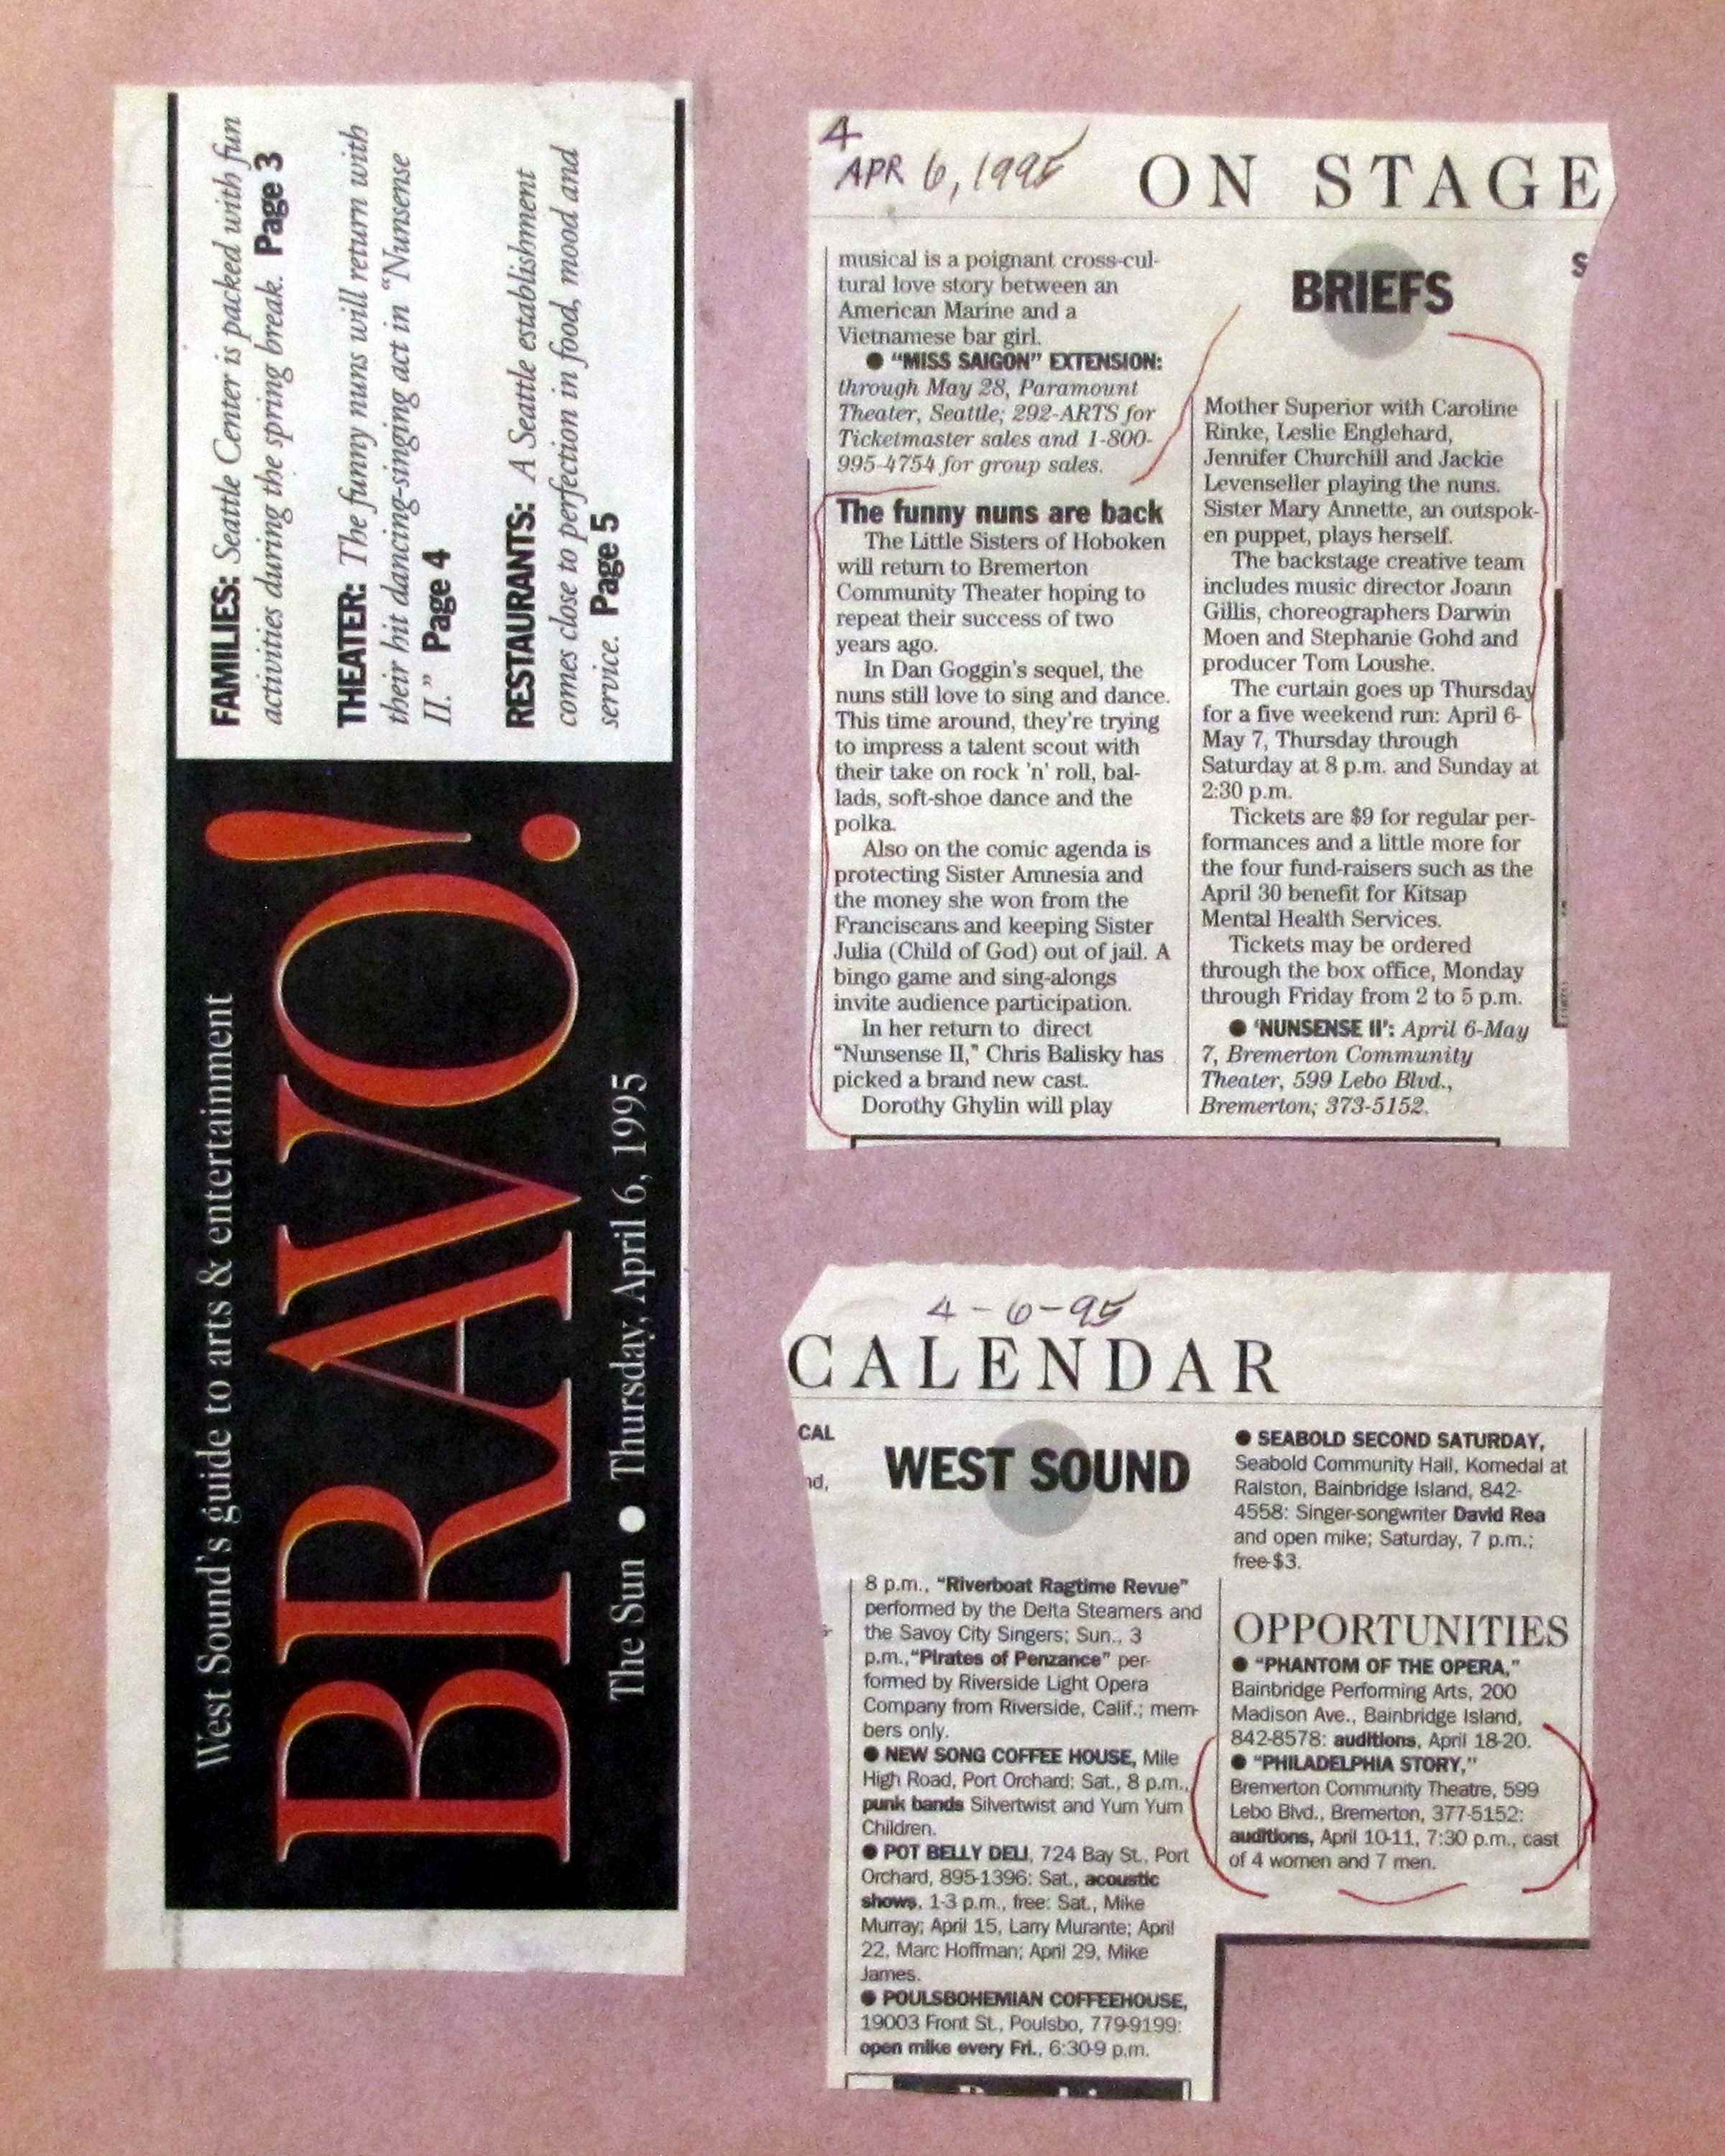 West Sound's guide to arts & entertainment
BRAVO!
The Sun ● Thursday, April 6, 1995
FAMILIES: Seattle Center is packed with fun
activities during the spring break. Page 3
THEATER: The funny nuns will return with
their hit dancing-singing act in "Nunsense
II." Page 4
RESTAURANTS: A Seattle establishment
comes close to perfection in food, mood and
service. Page 5
4
APR 6, 1995
ON STAGE
musical is a poignant cross-cul-
tural love story between an
American Marine and a
Vietnamese bar girl.
● "MISS SAIGON" EXTENSION:
through May 28, Paramount
Theater, Seattle; 292-ARTS for
Ticketmaster sales and 1-800-
995-4754 for group sales.
The funny nuns are back
The Little Sisters of Hoboken
will return to Bremerton
Community Theater hoping to
repeat their success of two
years ago.
In Dan Goggin's sequel, the
nuns still love to sing and dance.
This time around, they're trying
to impress a talent scout with
their take on rock 'n' roll, bal-
lads, soft-shoe dance and the
polka.
Also on the comic agenda is
protecting Sister Amnesia and
the money she won from the
Franciscans and keeping Sister
Julia (Child of God) out of jail. A
bingo game and sing-alongs
invite audience participation.
In her return to direct
"Nunsense II," Chris Balisky has
picked a brand new cast.
Dorothy Ghylin will play
BRIEFS
S
Mother Superior with Caroline
Rinke, Leslie Englehard,
Jennifer Churchill and Jackie
Levenseller playing the nuns.
Sister Mary Annette, an outspok-
en puppet, plays herself.
The backstage creative team
includes music director Joann
Gillis, choreographers Darwin
Moen and Stephanie Gohd and
producer Tom Loushe.
The curtain goes up Thursday
for a five weekend run: April 6-
May 7, Thursday through
Saturday at 8 p.m. and Sunday at
2:30 p.m.
Tickets are $9 for regular per-
formances and a little more for
the four fund-raisers such as the
April 30 benefit for Kitsap
Mental Health Services.
Tickets may be ordered
through the box office, Monday
through Friday from 2 to 5 p.m.
● 'NUNSENSE II': April 6-May
7, Bremerton Community
Theater, 599 Lebo Blvd.,
Bremerton; 373-5152.
4-6-95
CALENDAR
CAL
nd,
WEST SOUND
8 p.m., "Riverboat Ragtime Revue"
performed by the Delta Steamers and
the Savoy City Singers; Sun., 3
p.m.,"Pirates of Penzance" per-
formed by Riverside Light Opera
Company from Riverside, Calif.; mem-
bers only.
● NEW SONG COFFEE HOUSE, Mile
High Road, Port Orchard: Sat., 8 p.m.,
punk bands Silvertwist and Yum Yum
Children.
● POT BELLY DELI, 724 Bay St., Port
Orchard, 895-1396: Sat., acoustic
shows, 1-3 p.m., free: Sat., Mike
Murray; April 15, Larry Murante; April
22, Marc Hoffman; April 29, Mike
James.
● POULSBOHEMIAN COFFEEHOUSE,
19003 Front St., Poulsbo, 779-9199:
open mike every Fri., 6:30-9 p.m.
● SEABOLD SECOND SATURDAY,
Seabold Community Hall, Komedal at
Ralston, Bainbridge Island, 842-
4558: Singer-songwriter David Rea
and open mike; Saturday, 7 p.m.;
free-$3.
OPPORTUNITIES
● "PHANTOM OF THE OPERA,"
Bainbridge Performing Arts, 200
Madison Ave., Bainbridge Island,
842-8578: auditions, April 18-20.
● "PHILADELPHIA STORY,"
Bremerton Community Theatre, 599
Lebo Blvd., Bremerton, 377-5152:
auditions, April 10-11, 7:30 p.m., cast
of 4 women and 7 men.